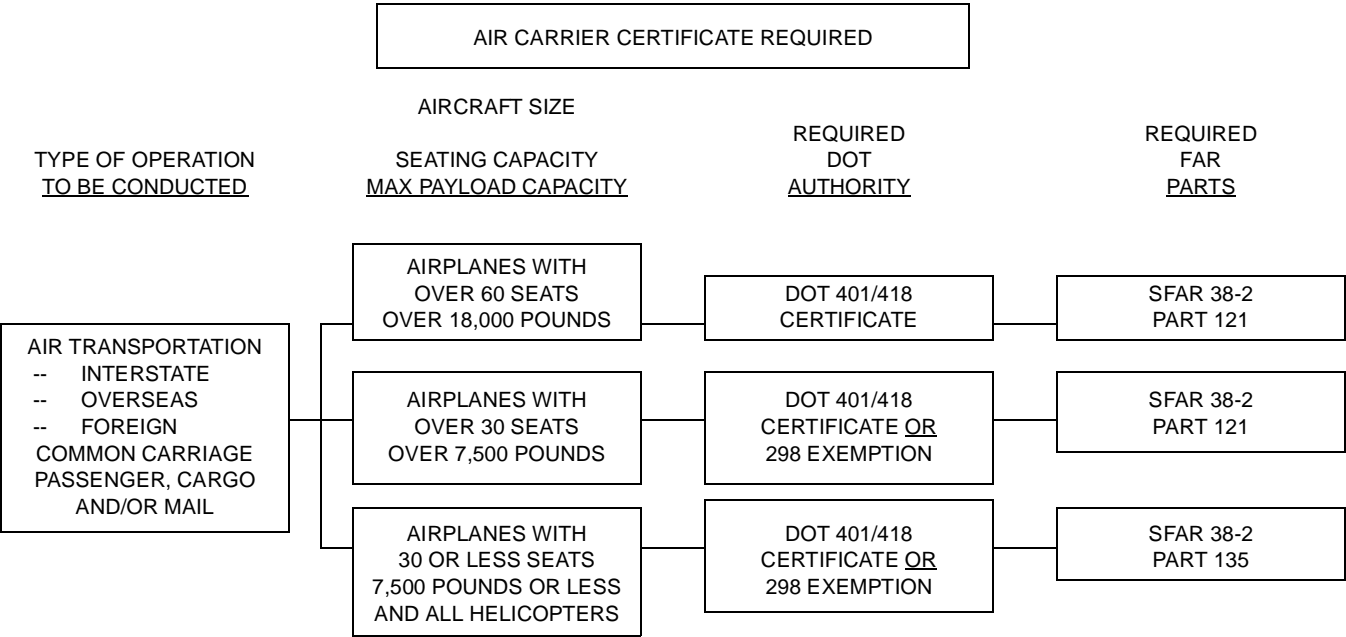 AIR CARRIER CERTIFICATE REQUIRED
AIRCRAFT SIZE
TYPE OF OPERATION
TO BE CONDUCTED
SEATING CAPACITY
MAX PAYLOAD CAPACITY
REQUIRED
DOT
AUTHORITY
REQUIRED
FAR
PARTS
AIR TRANSPORTATION
-- INTERSTATE
-- OVERSEAS
-- FOREIGN
COMMON CARRIAGE
PASSENGER, CARGO
AND/OR MAIL
AIRPLANES WITH
OVER 60 SEATS
OVER 18,000 POUNDS
DOT 401/418
CERTIFICATE
SFAR 38-2
PART 121
AIRPLANES WITH
OVER 30 SEATS
OVER 7,500 POUNDS
DOT 401/418
CERTIFICATE OR
298 EXEMPTION
SFAR 38-2
PART 121
AIRPLANES WITH
30 OR LESS SEATS
7,500 POUNDS OR LESS
AND ALL HELICOPTERS
DOT 401/418
CERTIFICATE OR
298 EXEMPTION
SFAR 38-2
PART 135